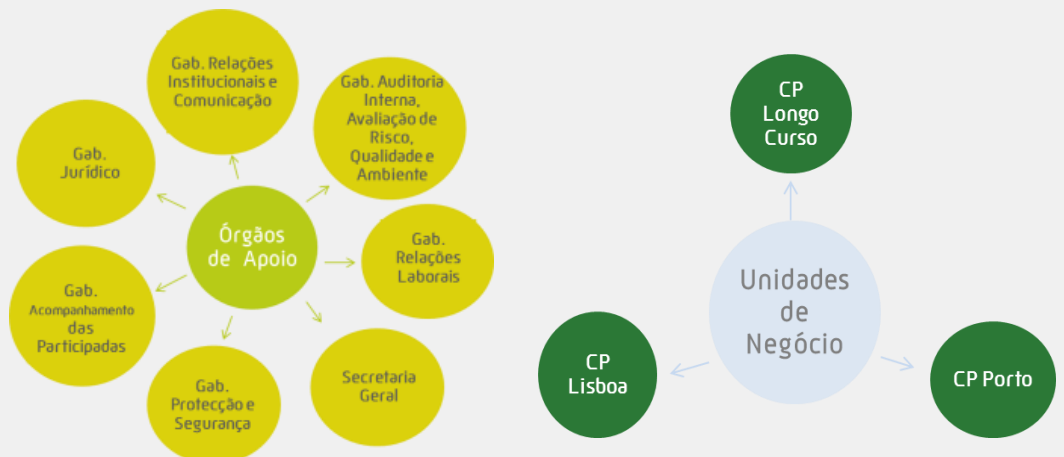 Gab. Relações
Institucionais e
Comunicação
Gab. Auditoria
Interna,
Avaliação de
Risco,
Qualidade e
Ambiente
Gab.
Jurídico
Órgãos
de Apoio
Gab.
Relações
Laborais
Gab.
Acompanhamento
das
Participadas
Secretaria
Geral
Gab.
Protecção e
Segurança
CP
Longo
Curso
Unidades
de
Negócio
CP
Lisboa
CP Porto